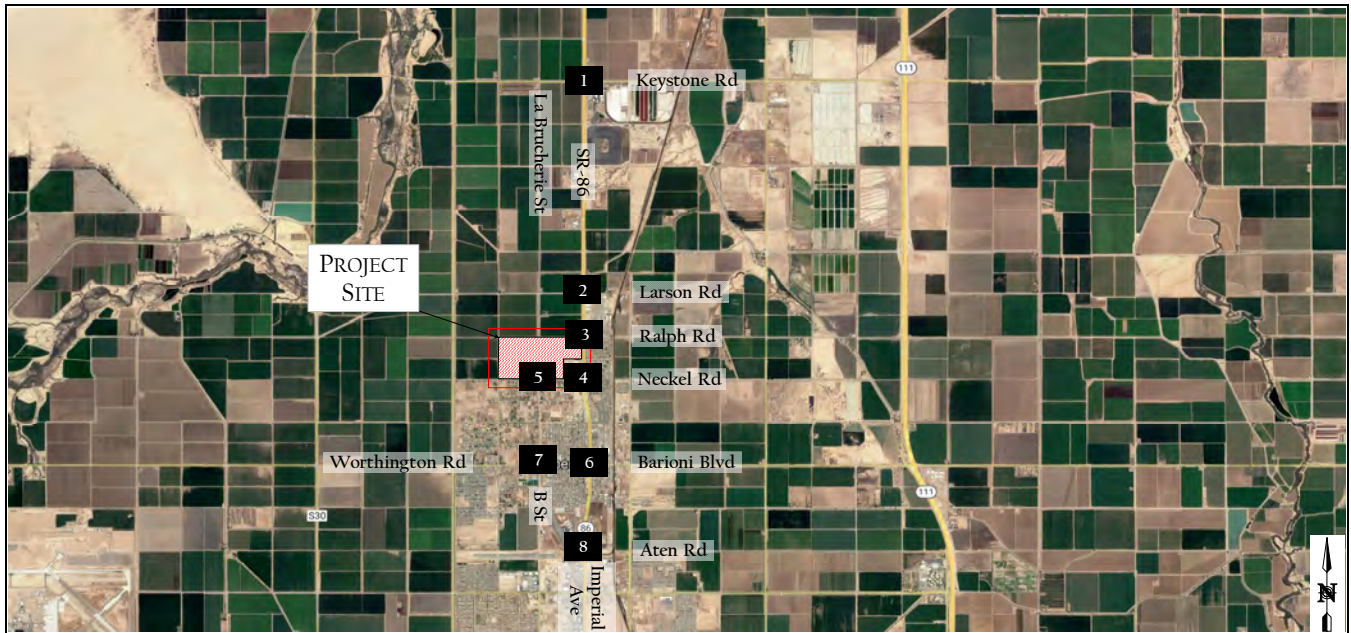 111
1
Keystone Rd
La Brucherie St
SR-86
PROJECT
SITE
2
Larson Rd
3
Ralph Rd
5
4
Neckel Rd
Worthington Rd
7
6
Barioni Blvd
B St
111
S30
86
8
Aten Rd
Imperial
Ave
N